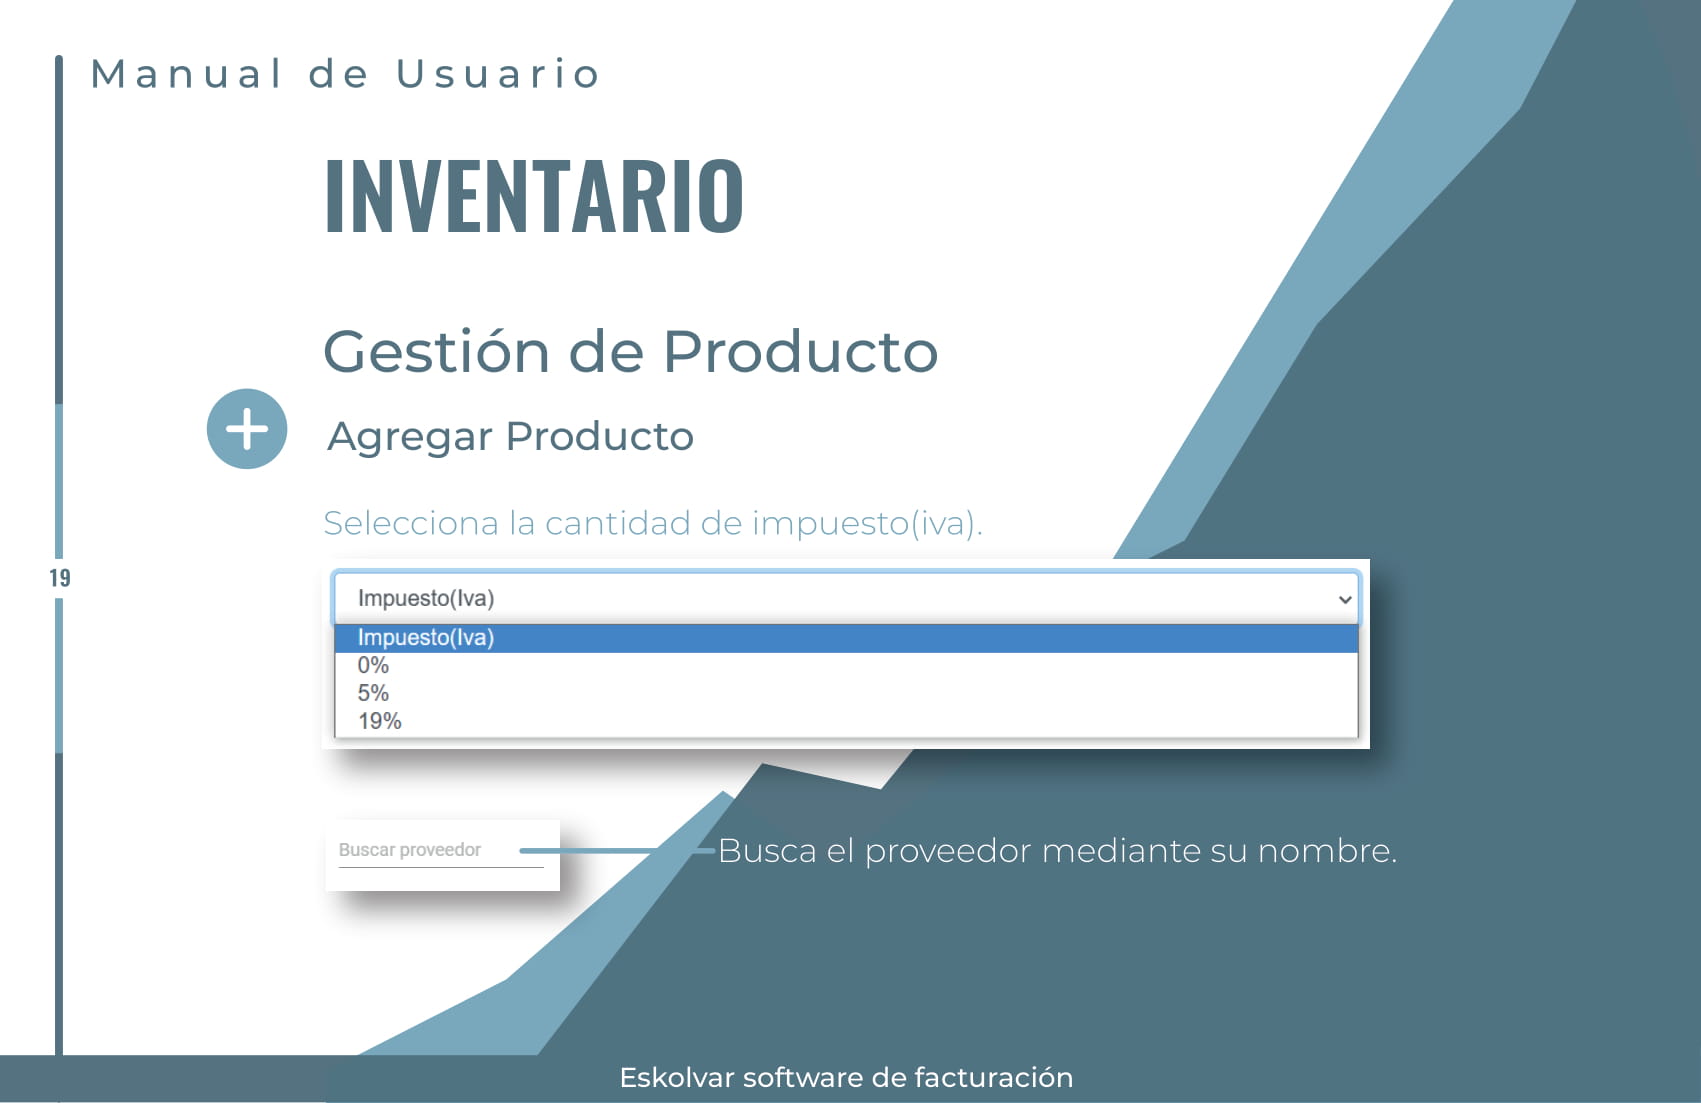 Manual de Usuario
INVENTARIO
Gestión de Producto
Agregar Producto
Selecciona la cantidad de impuesto(iva).
19
Impuesto(Iva)
Impuesto(Iva)
0%
5%
19%
Buscar proveedor
Busca el proveedor mediante su nombre.
Eskolvar software de facturación